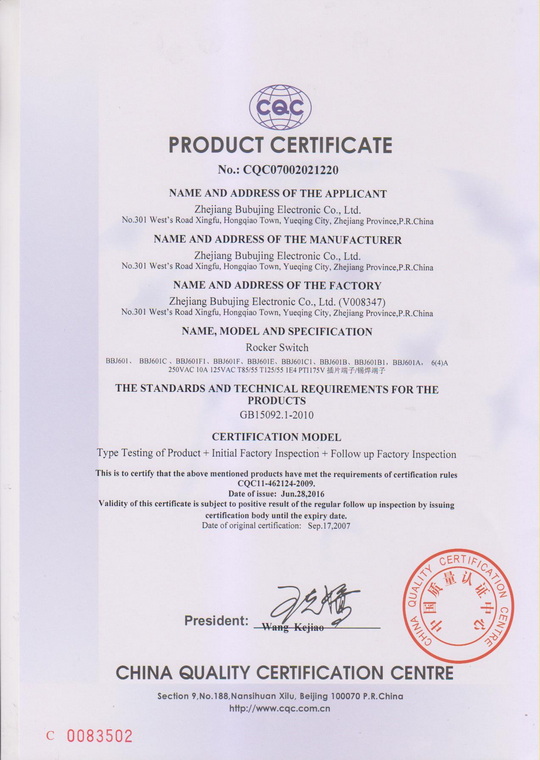 CQC
PRODUCT CERTIFICATE
No.: CQC07002021220
NAME AND ADDRESS OF THE APPLICANT
Zhejiang Bubujing Electronic Co., Ltd.
No.301 West's Road Xingfu, Hongqiao Town, Yueqing City, Zhejiang Province,P.R.China
NAME AND ADDRESS OF THE MANUFACTURER
Zhejiang Bubujing Electronic Co., Ltd.
No.301 West's Road Xingfu, Hongqiao Town, Yueqing City, Zhejiang Province,P.R.China
NAME AND ADDRESS OF THE FACTORY
Zhejiang Bubujing Electronic Co., Ltd. (V008347)
No.301 West's Road Xingfu, Hongqiao Town, Yueqing City, Zhejiang Province,P.R.China
NAME, MODEL AND SPECIFICATION
Rocker Switch
BBJ601、 BBJ601C 、BBJ601F1、BBJ601F、BBJ601E、BBJ601C1、BBJ601B、BBJ601B1、BBJ601A、 6(4)A
250VAC 10A 125VAC T85/55 T125/55 1E4 PTI175V 插片端子/锡焊端子
THE STANDARDS AND TECHNICAL REQUIREMENTS FOR THE
PRODUCTS
GB15092.1-2010
CERTIFICATION MODEL
Type Testing of Product + Initial Factory Inspection + Follow up Factory Inspection
This is to certify that the above mentioned products have met the requirements of certification rules
CQC11-462124-2009.
Date of issue: Jun.28,2016
Validity of this certificate is subject to positive result of the regular follow up inspection by issuing
certification body until the expiry date.
Date of original certification: Sep.17,2007
President:
Wang Kejiao
CHINA QUALITY CERTIFICATION CENTRE
中国质量认证中心
CHINA QUALITY CERTIFICATION CENTRE
Section 9,No.188,Nansihuan Xilu, Beijing 100070 P.R.China
http://www.cqc.com.cn
C 0083502